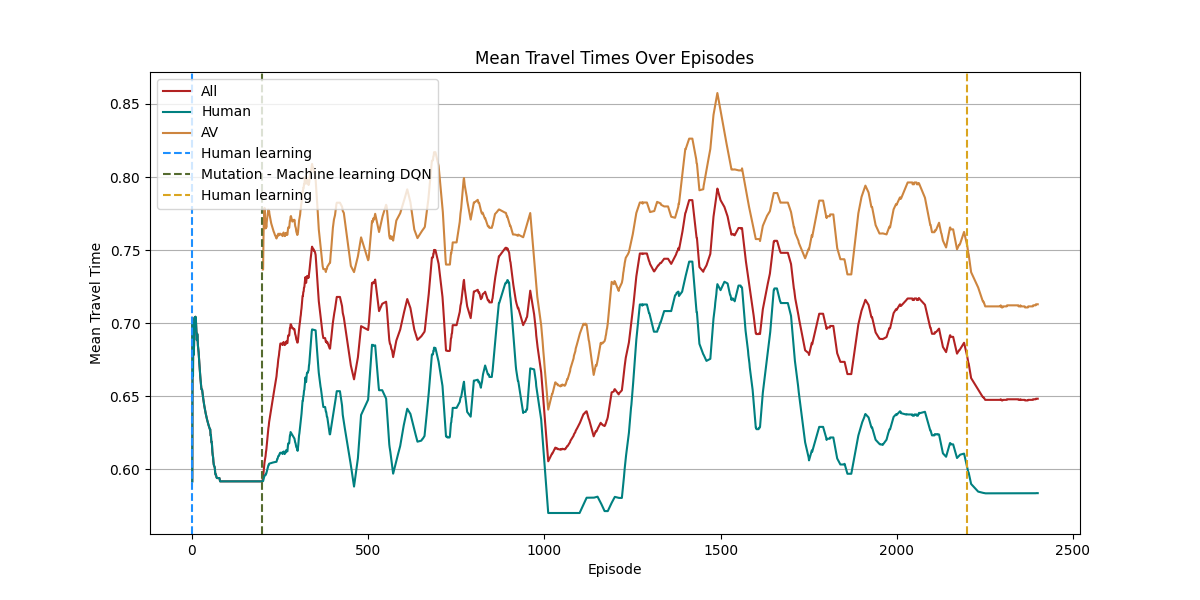 Mean Travel Times Over Episodes
All
Human
AV
Human learning
Mutation - Machine learning DQN
Human learning
Mean Travel Time
0.85
0.80
0.75
0.70
0.65
0.60
0
500
1000
1500
2000
2500
Episode